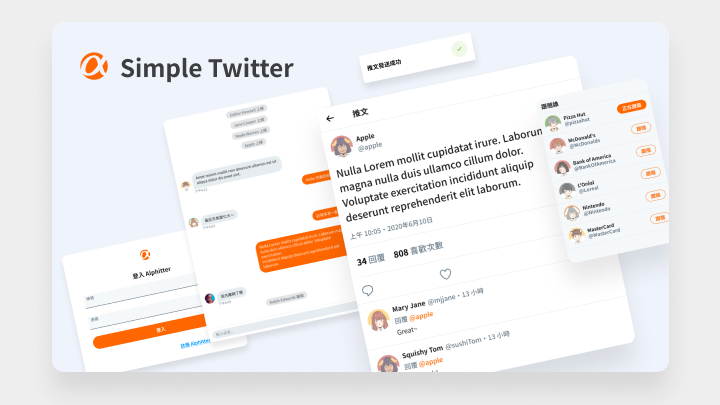 Simple Twitter
推文發送成功
推文
Apple
@apple
Nulla Lorem mollit cupidatat irure. Laborum
magna nulla duis ullamco cillum dolor.
Voluptate exercitation incididunt aliquip
deserunt reprehenderit elit laborum.
上午 10:05・2020年6月10日
34 回覆 808 喜歡次數
Mary Jane @mjjane・13 小時
回覆 @apple
Great~
Squishy Tom @sushiTom・13 小時
回覆 @apple
跟隨誰
Pizza Hut
@pizzahut
正在跟隨
McDonald's
@McDonalds
跟隨
Bank of America
@BankOfAmerica
跟隨
L'Oréal
@Loreal
跟隨
Nintendo
@Nintendo
跟隨
MasterCard
@MasterCard
跟隨
登入 Alphitter
帳號
密碼
登入
註冊 Alphitter